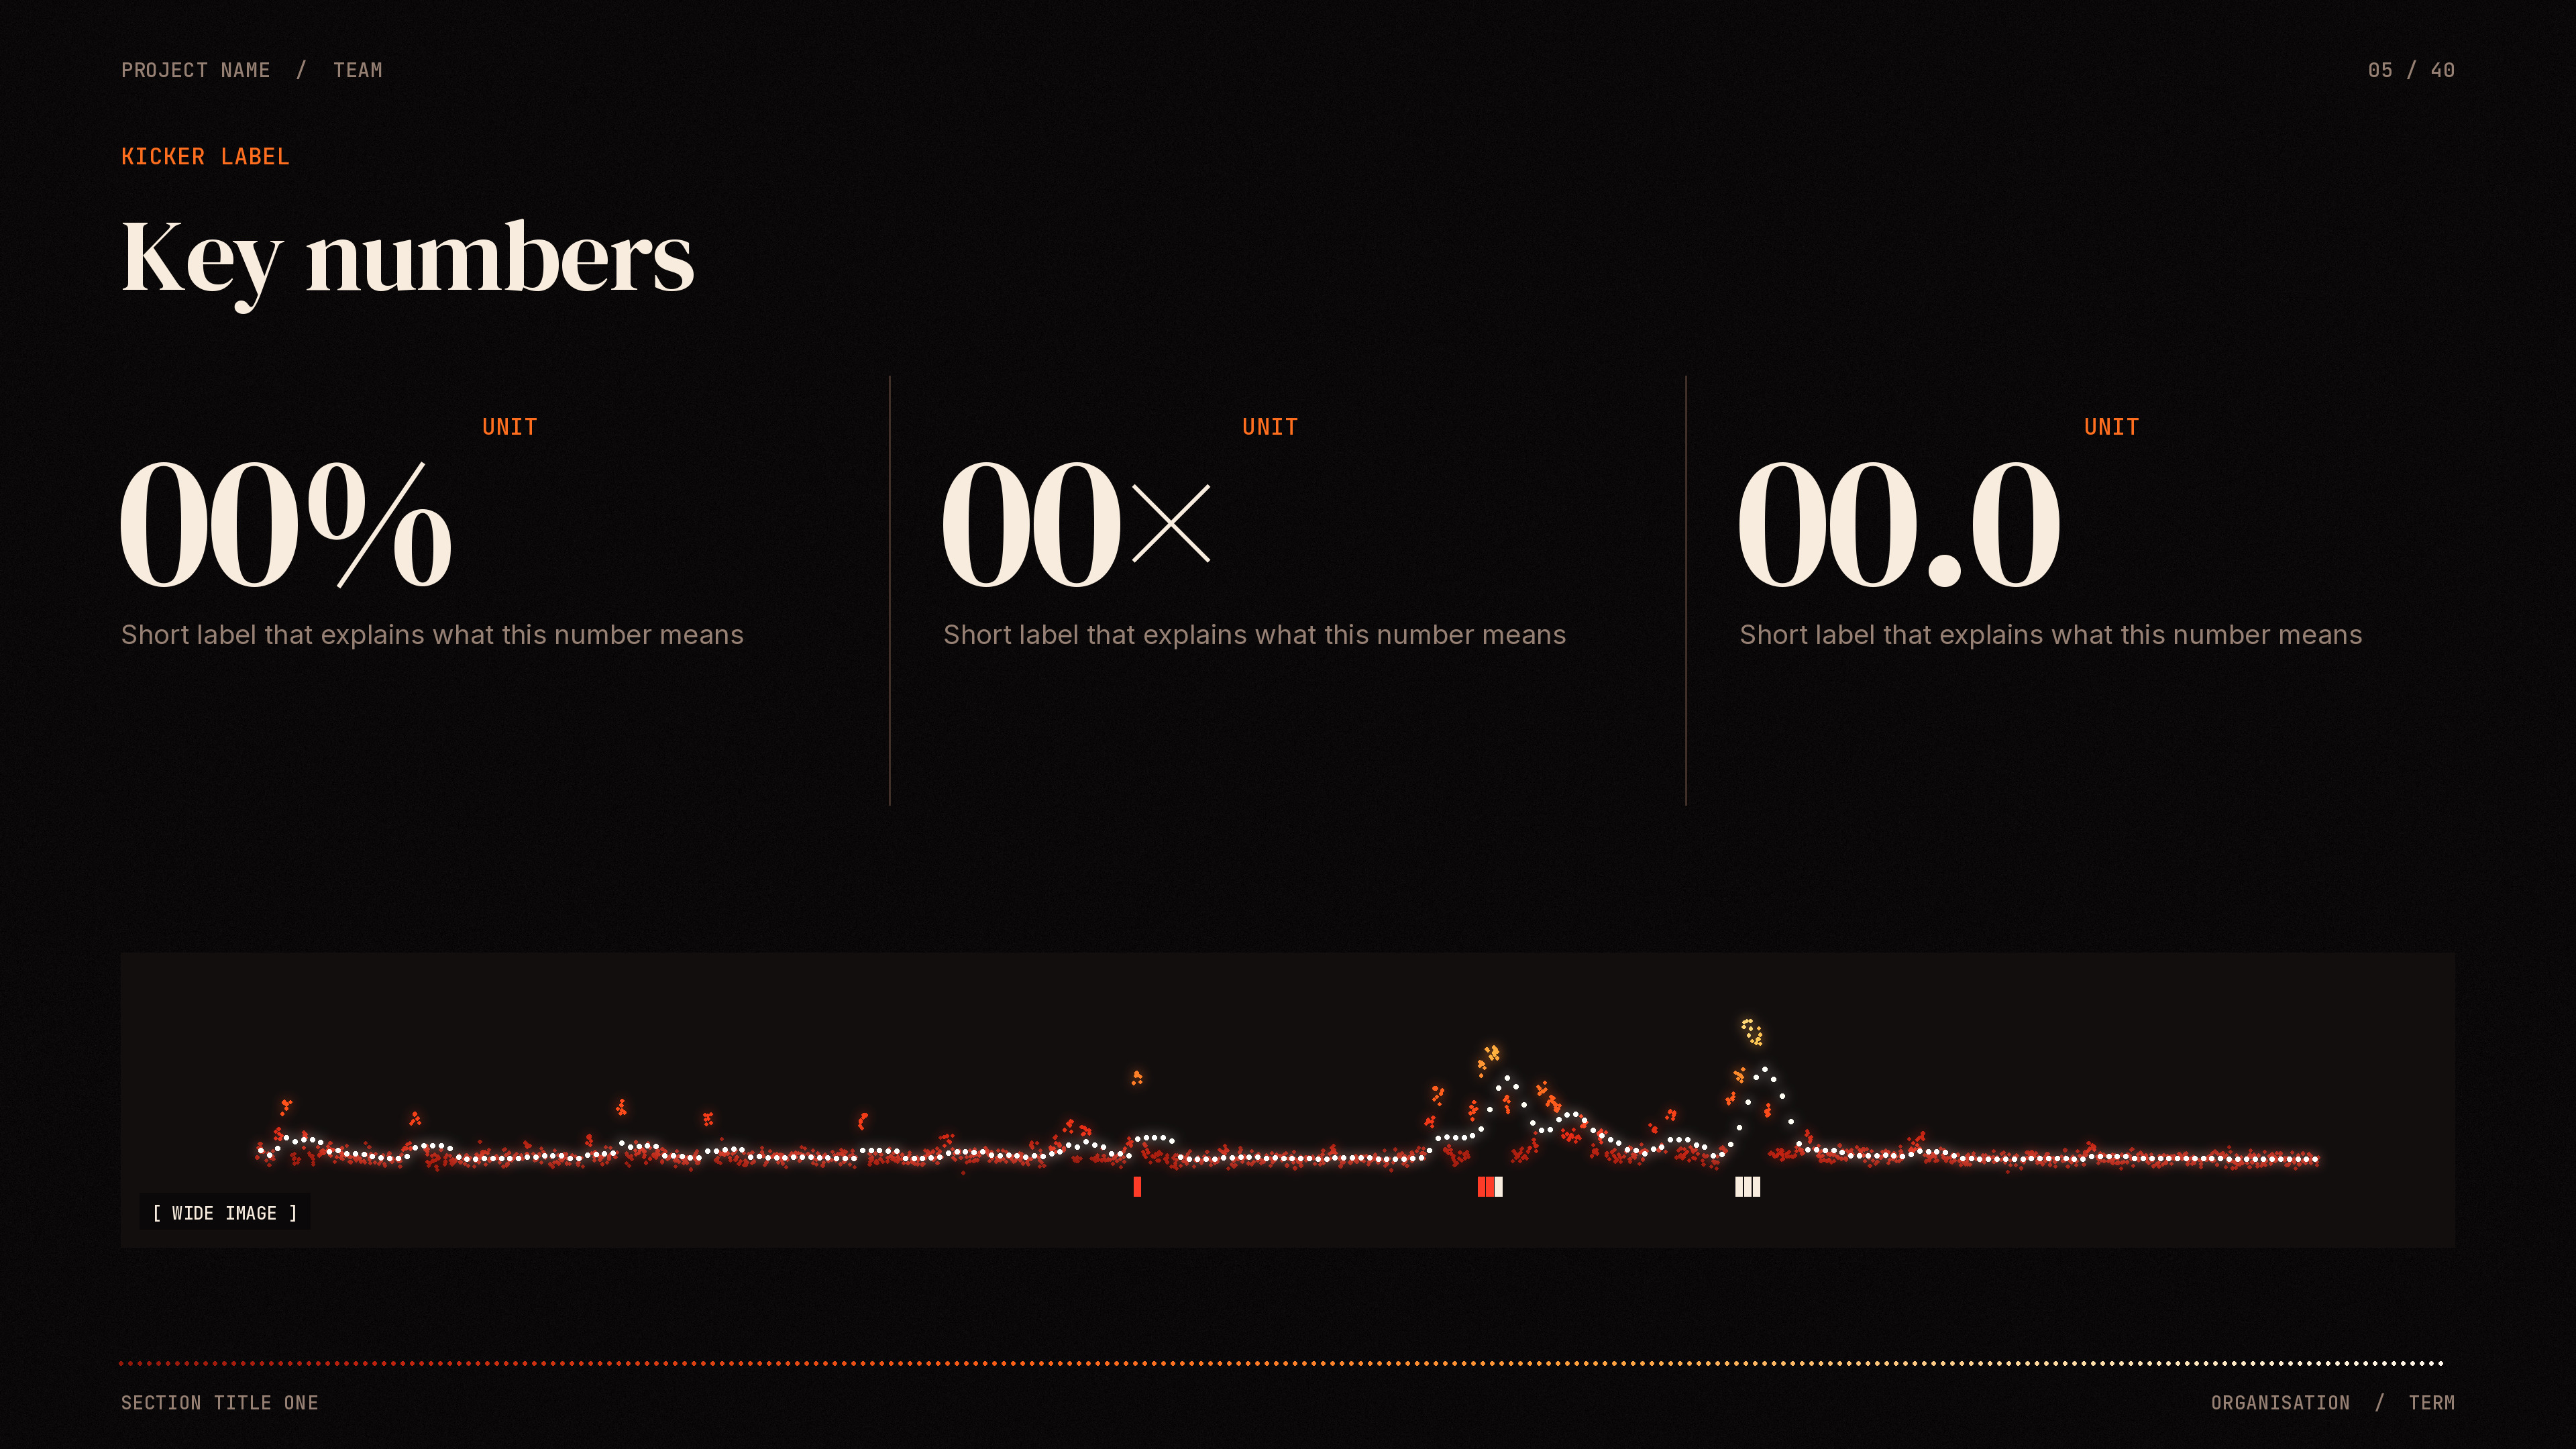 PROJECT NAME / TEAM
05 / 40
KICKER LABEL
Key numbers
UNIT
00%
Short label that explains what this number means
UNIT
00×
Short label that explains what this number means
UNIT
00.0
Short label that explains what this number means
[ WIDE IMAGE ]
SECTION TITLE ONE
ORGANISATION / TERM